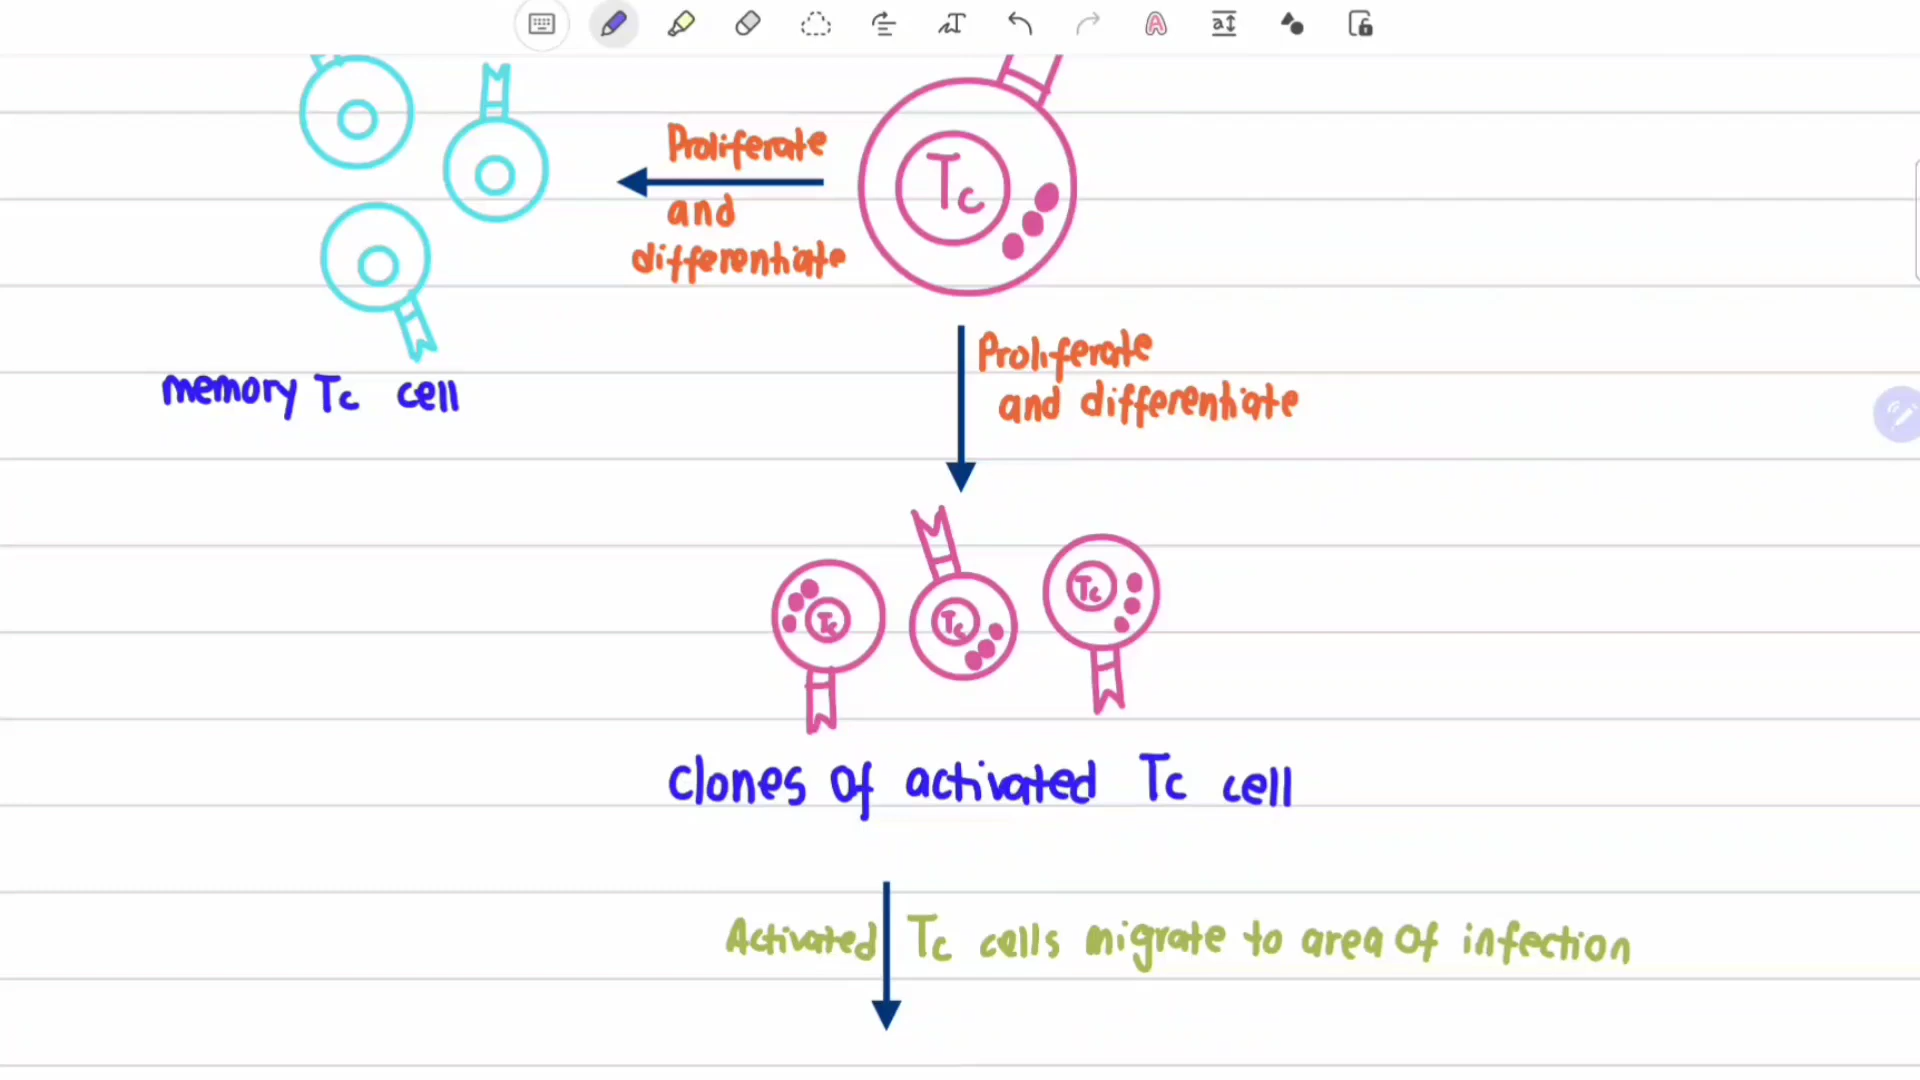 Proliferate
and
differentiate
Tc
memory Tc cell
Proliferate
and differentiate
Tc
Tc
Tc
Clones of activated Tc cell
Activated Tc cells migrate to area of infection